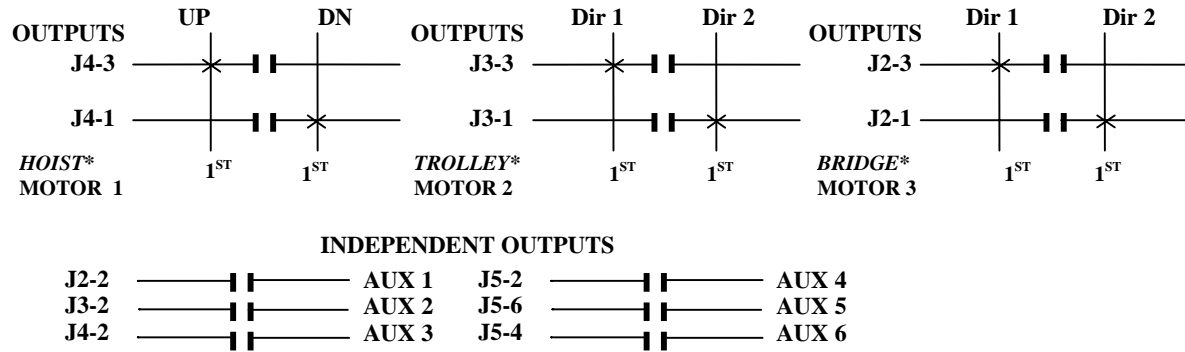 UP DN Dir 1 Dir 2 Dir 1 Dir 2
OUTPUTS OUTPUTS OUTPUTS
J4-3 J3-3 J2-3
J4-1 J3-1 J2-1
HOIST* 1ST 1ST TROLLEY* 1ST 1ST BRIDGE* 1ST 1ST
MOTOR 1 MOTOR 2 MOTOR 3
INDEPENDENT OUTPUTS
J2-2 AUX 1 J5-2 AUX 4
J3-2 AUX 2 J5-6 AUX 5
J4-2 AUX 3 J5-4 AUX 6